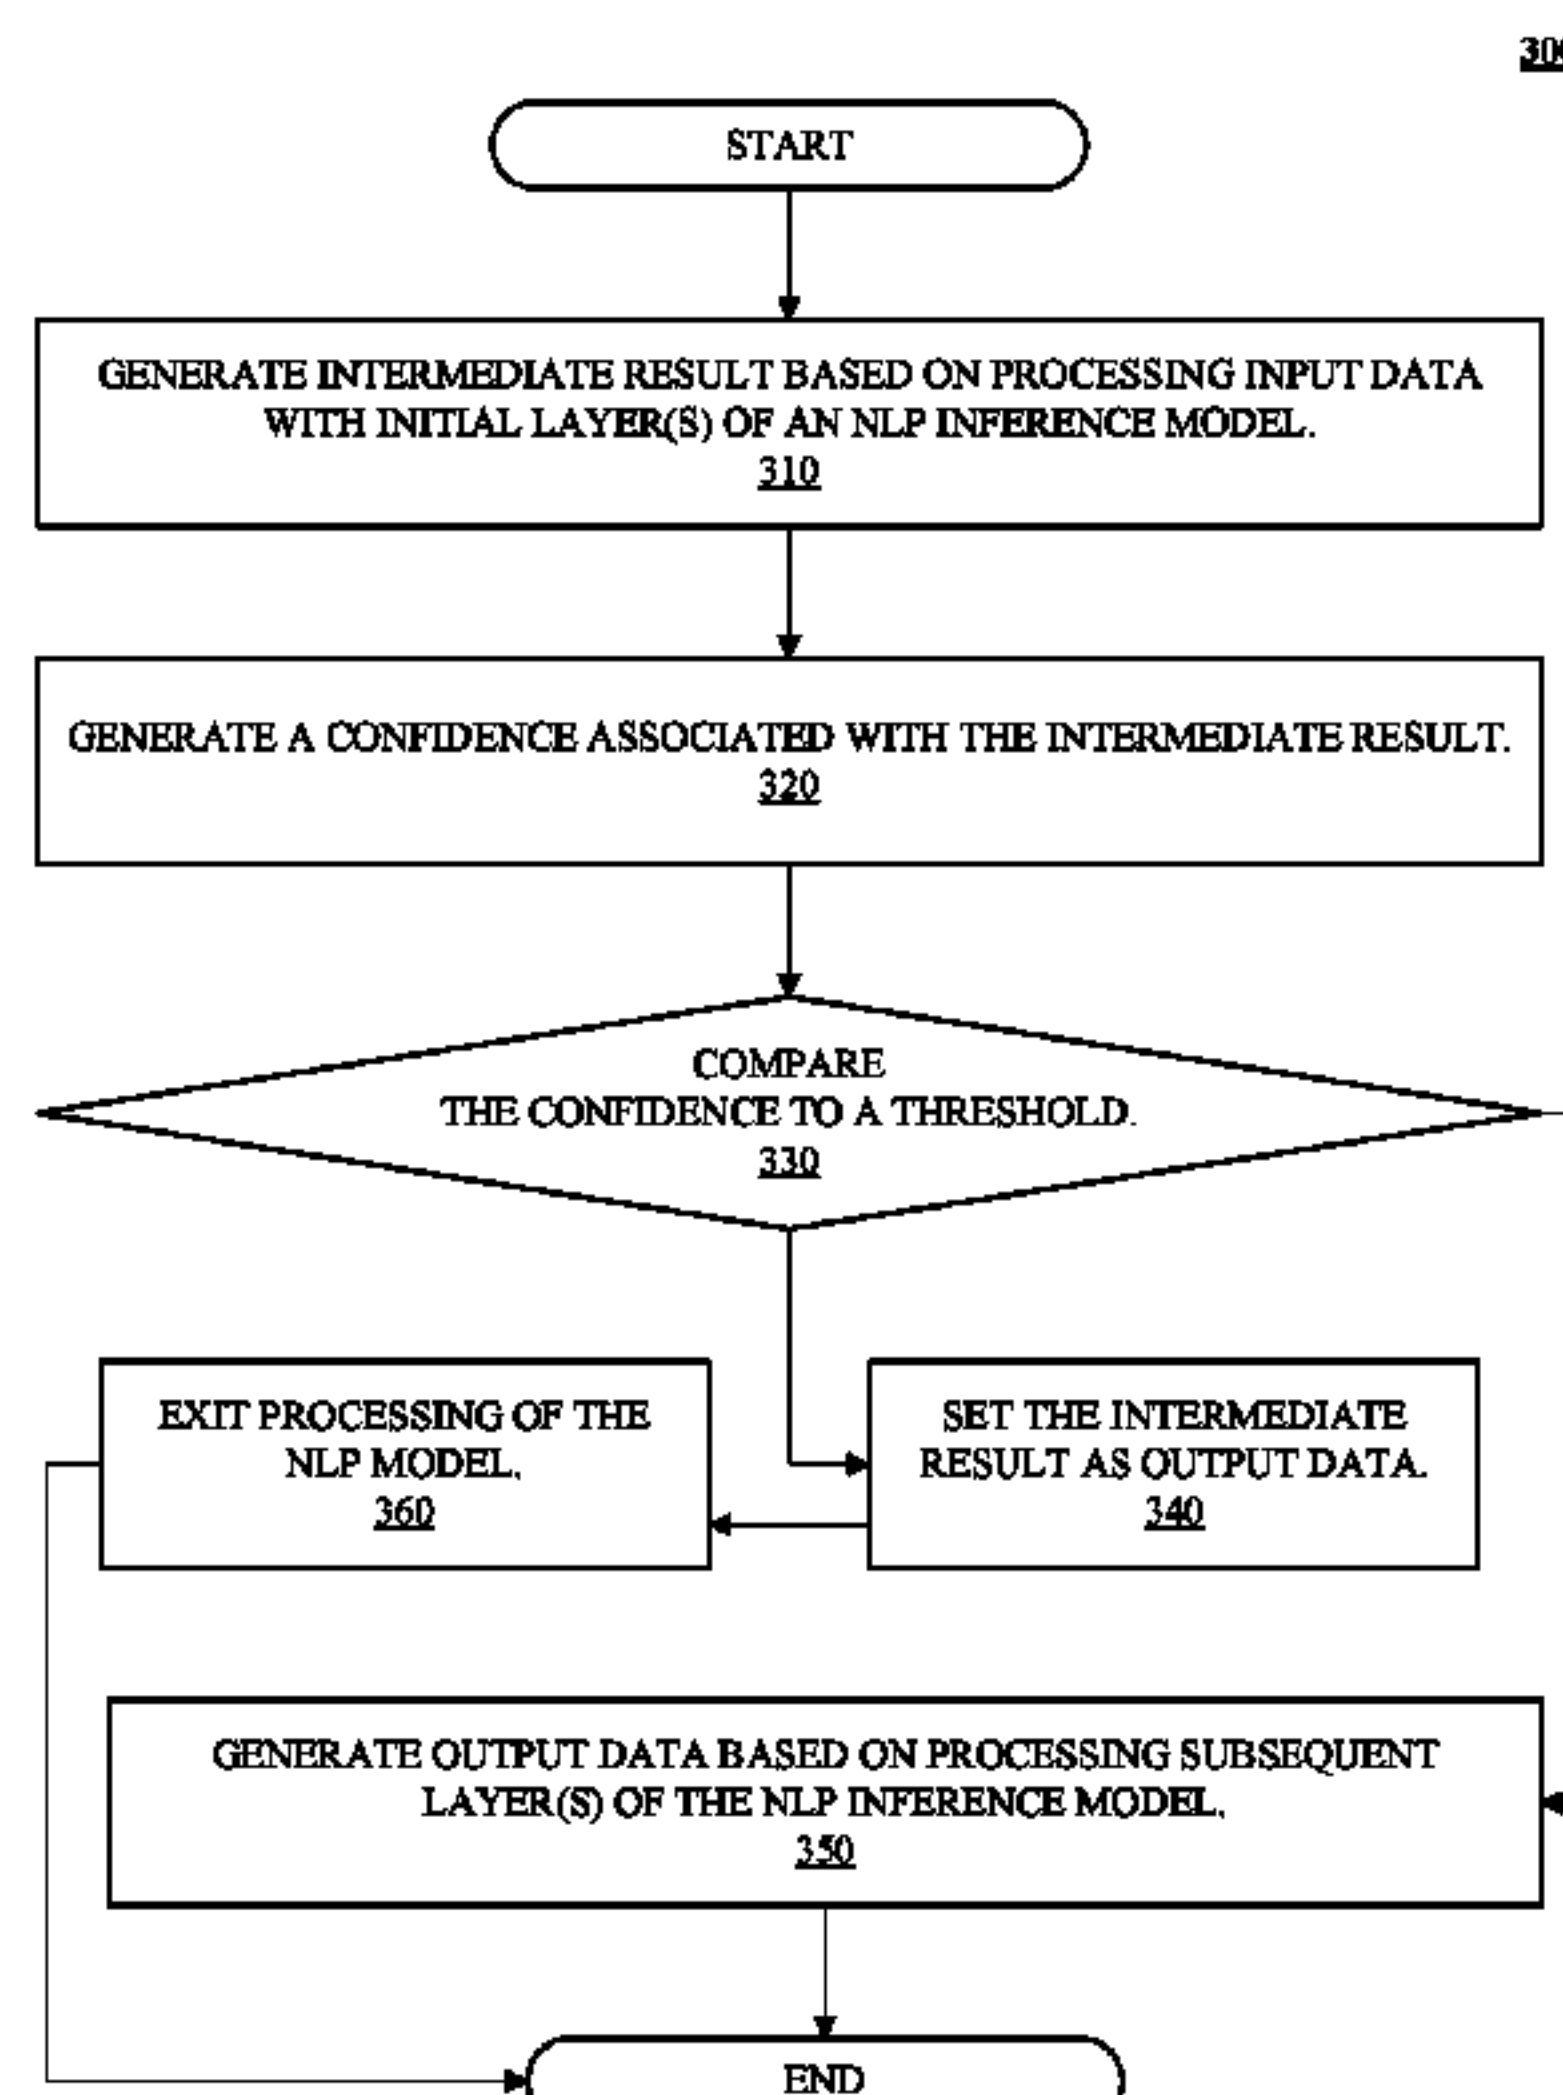 START
GENERATE INTERMEDIATE RESULT BASED ON PROCESSING INPUT DATA
WITH INITIAL LAYER(S) OF AN NLP INFERENCE MODEL.
310
GENERATE A CONFIDENCE ASSOCIATED WITH THE INTERMEDIATE RESULT.
320
COMPARE
THE CONFIDENCE TO A THRESHOLD.
330
EXIT PROCESSING OF THE
NLP MODEL.
360
SET THE INTERMEDIATE
RESULT AS OUTPUT DATA.
340
GENERATE OUTPUT DATA BASED ON PROCESSING SUBSEQUENT
LAYER(S) OF THE NLP INFERENCE MODEL.
350
END